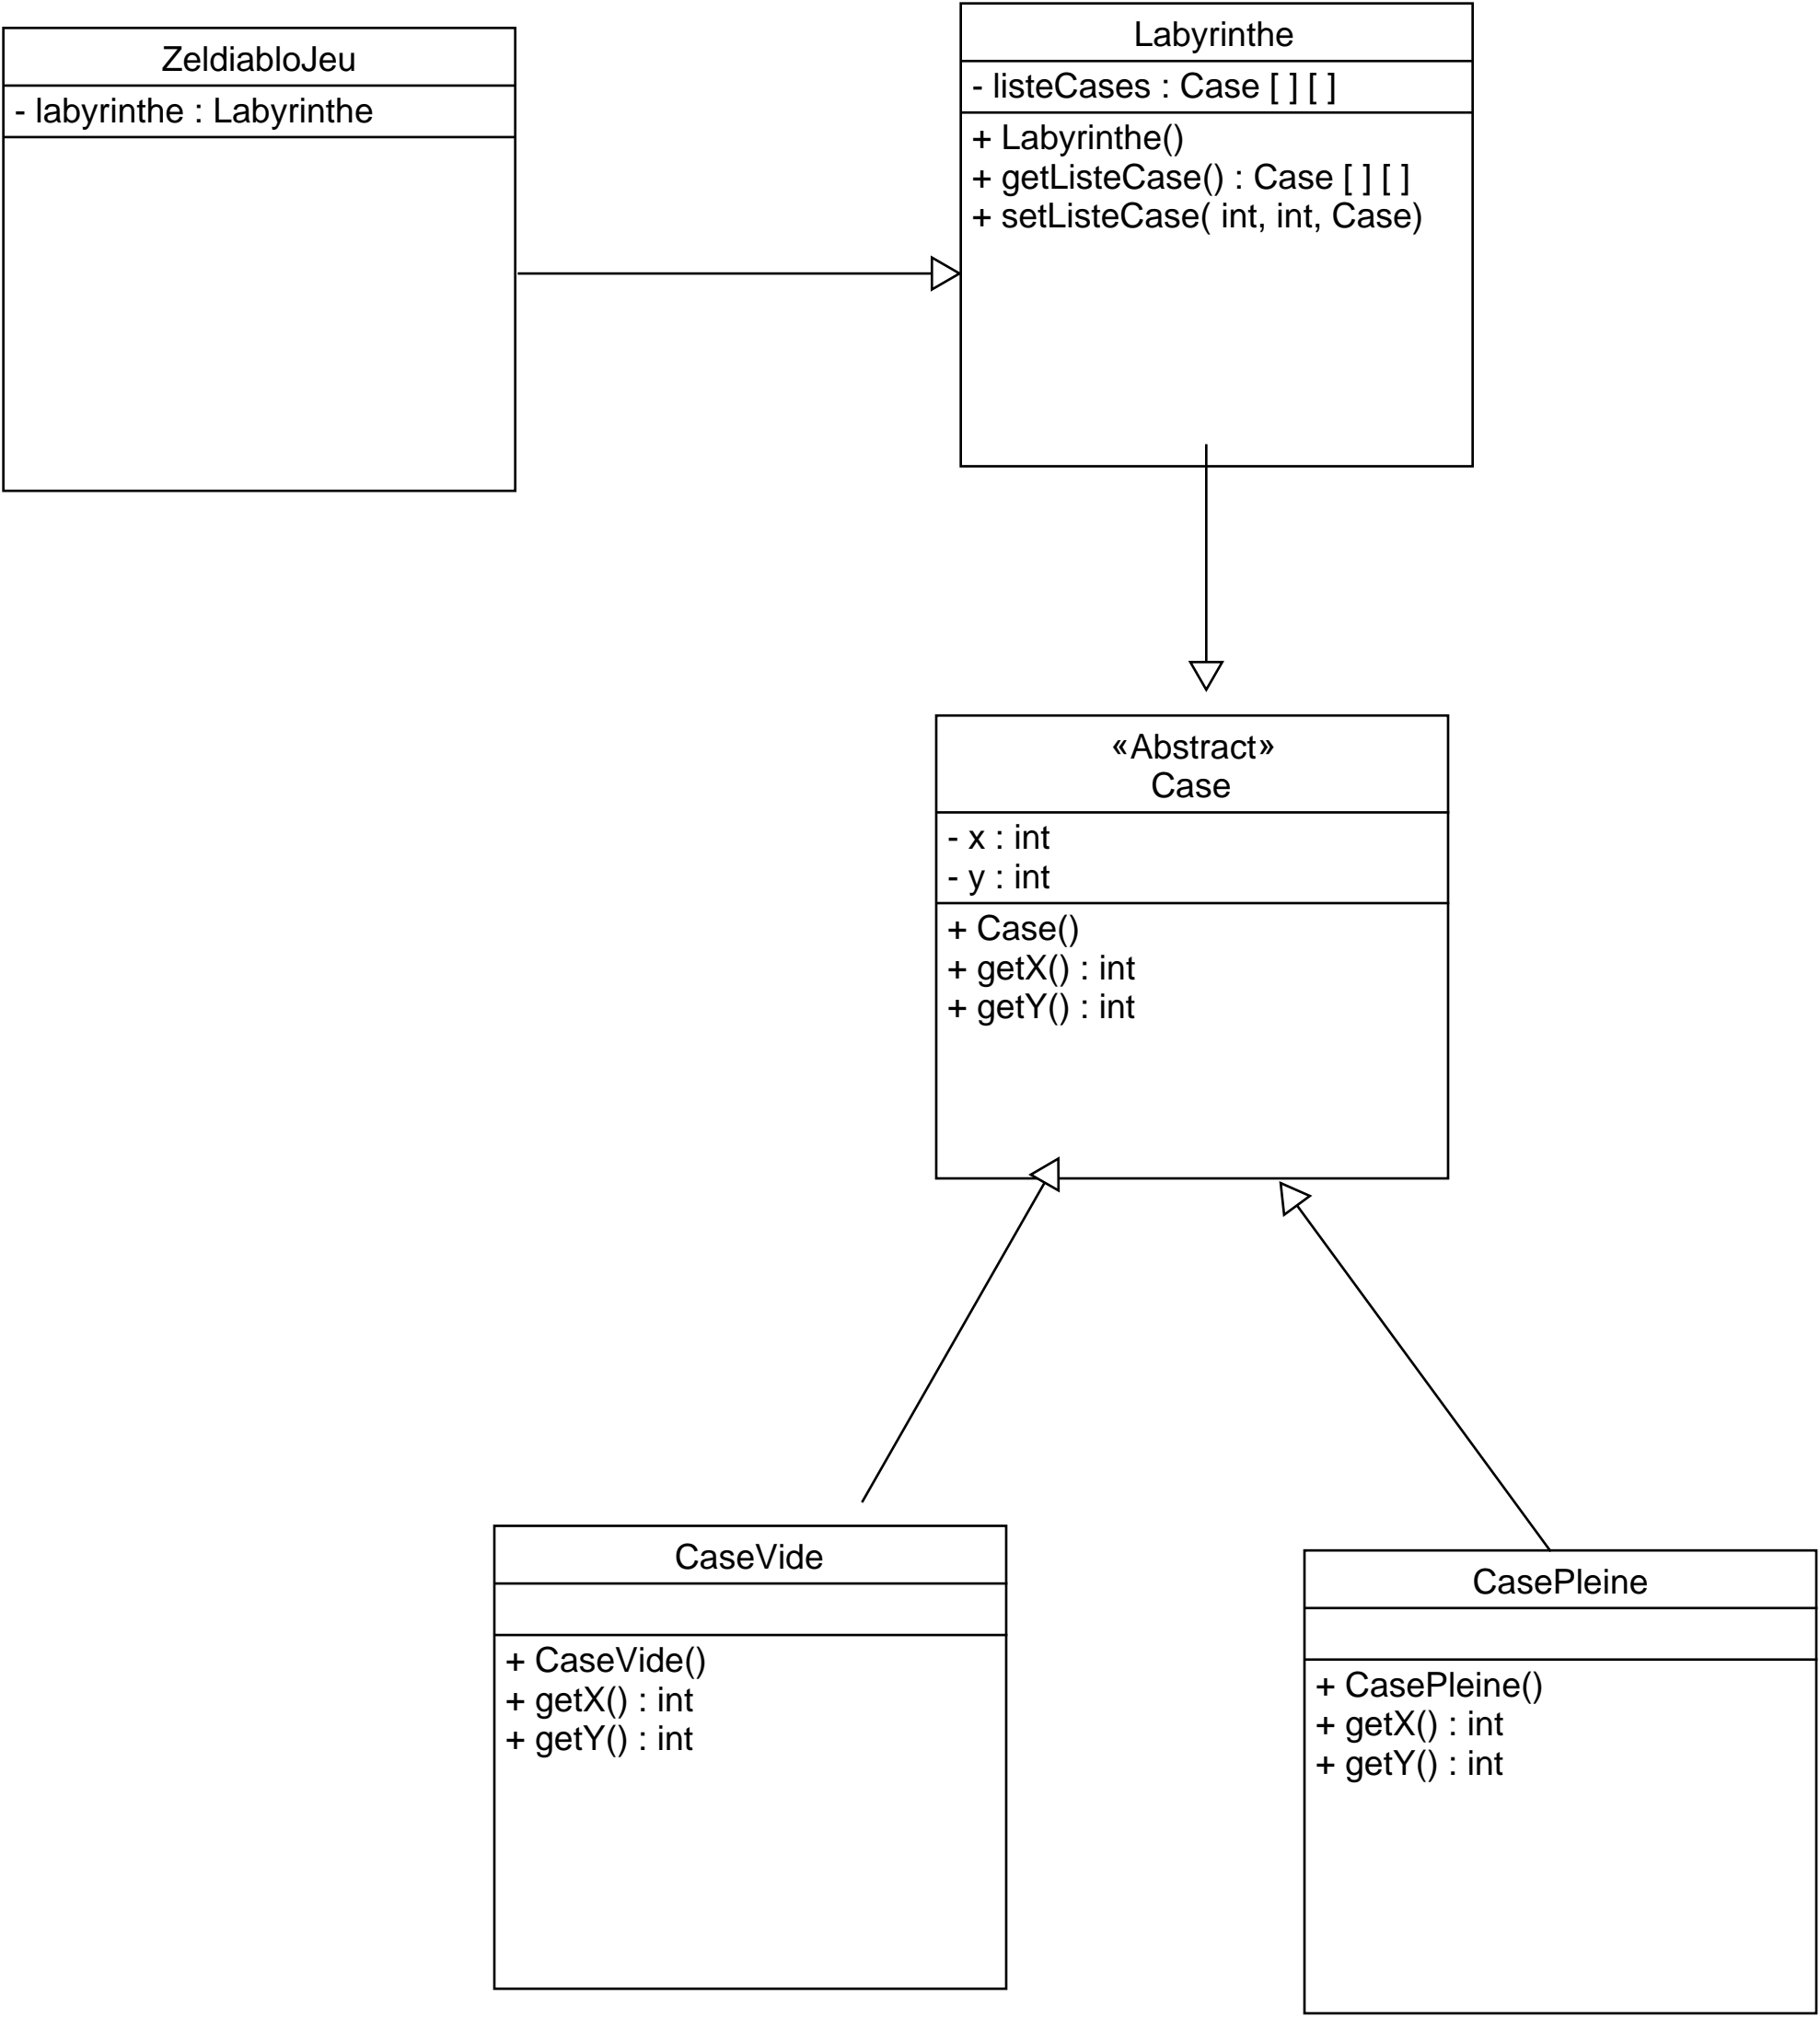 ZeldiabloJeu
- labyrinthe : Labyrinthe
Labyrinthe
- listeCases : Case [ ] [ ]
+ Labyrinthe()
+ getListeCase() : Case [ ] [ ]
+ setListeCase( int, int, Case)
«Abstract»
Case
- x : int
- y : int
+ Case()
+ getX() : int
+ getY() : int
CaseVide
+ CaseVide()
+ getX() : int
+ getY() : int
CasePleine
+ CasePleine()
+ getX() : int
+ getY() : int